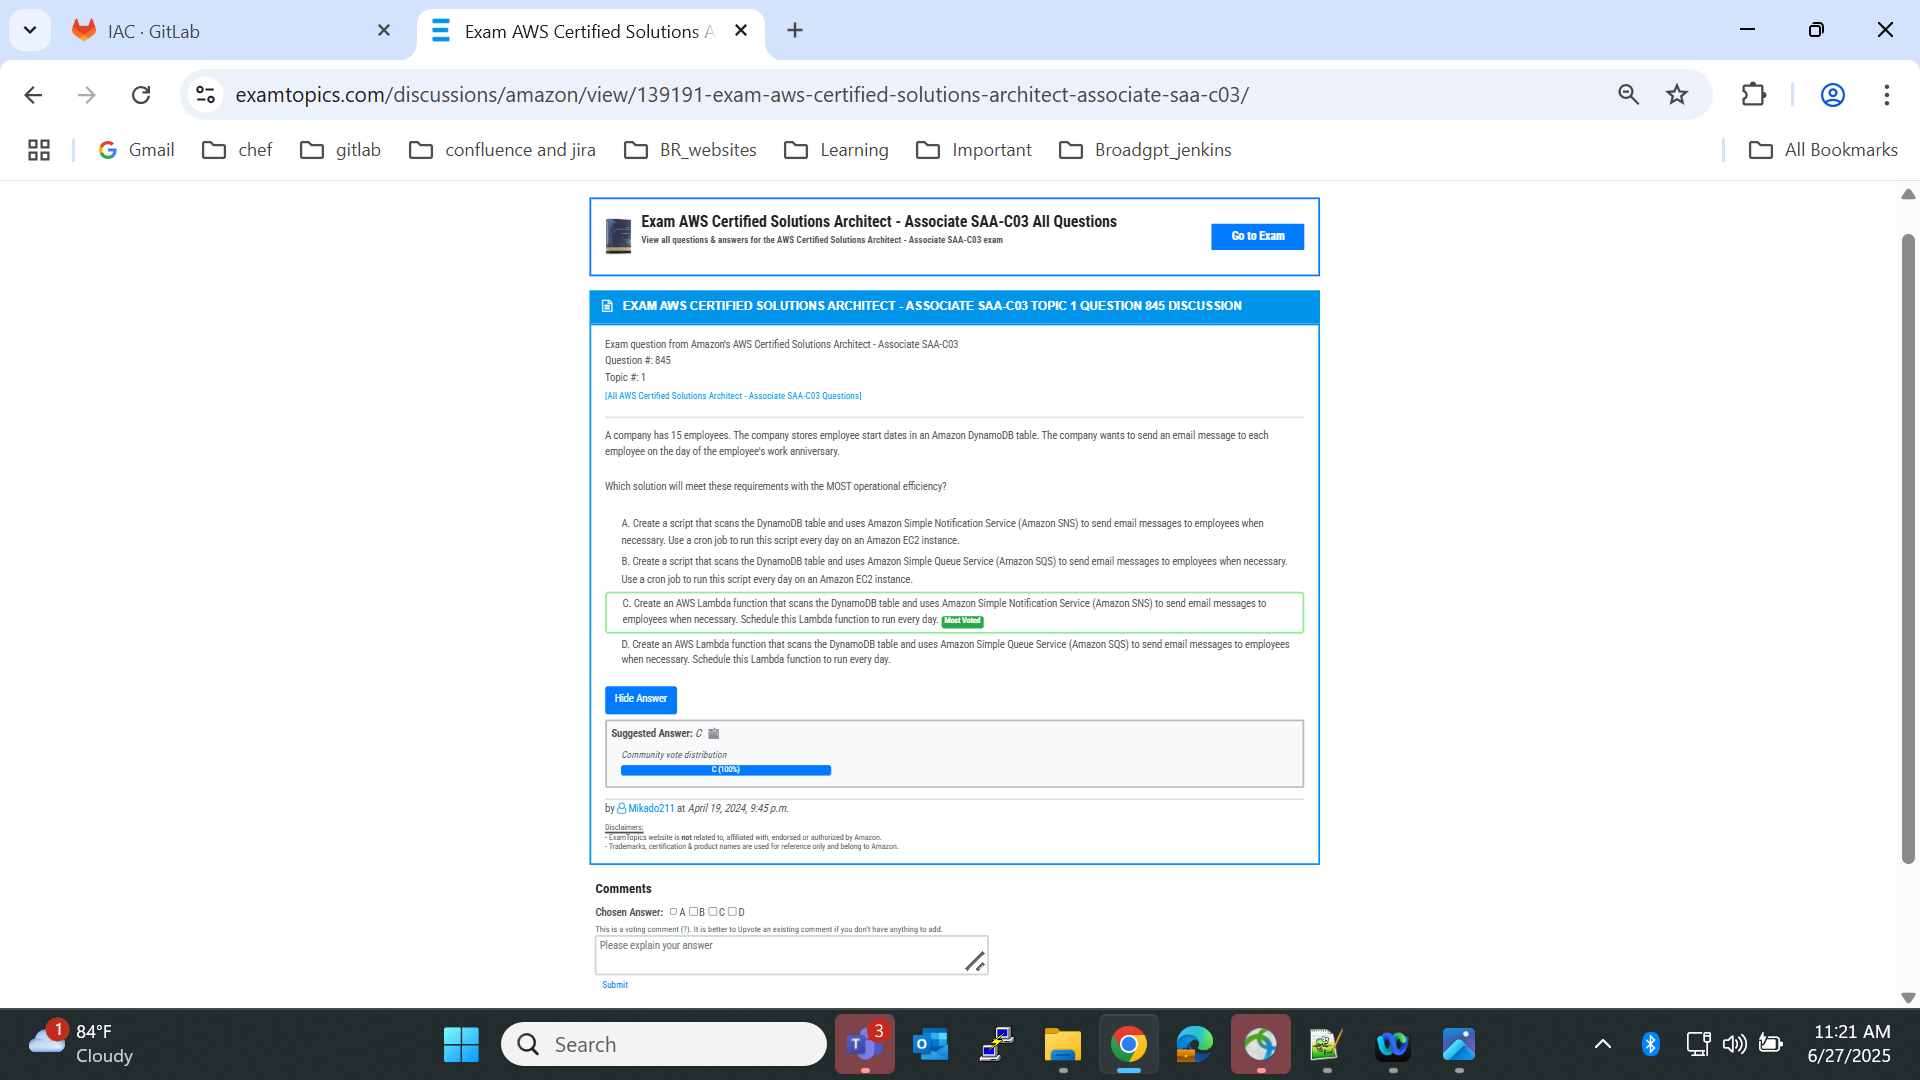 IAC · GitLab
Exam AWS Certified Solutions A
examtopics.com/discussions/amazon/view/139191-exam-aws-certified-solutions-architect-associate-saa-c03/
Gmail chef gitlab confluence and jira BR_websites Learning Important Broadgpt_jenkins All Bookmarks
Exam AWS Certified Solutions Architect - Associate SAA-C03 All Questions
View all questions & answers for the AWS Certified Solutions Architect - Associate SAA-C03 exam
Go to Exam
EXAM AWS CERTIFIED SOLUTIONS ARCHITECT - ASSOCIATE SAA-C03 TOPIC 1 QUESTION 845 DISCUSSION
Exam question from Amazon's AWS Certified Solutions Architect - Associate SAA-C03
Question #: 845
Topic #: 1
[All AWS Certified Solutions Architect - Associate SAA-C03 Questions]
A company has 15 employees. The company stores employee start dates in an Amazon DynamoDB table. The company wants to send an email message to each
employee on the day of the employee's work anniversary.
Which solution will meet these requirements with the MOST operational efficiency?
A. Create a script that scans the DynamoDB table and uses Amazon Simple Notification Service (Amazon SNS) to send email messages to employees when
necessary. Use a cron job to run this script every day on an Amazon EC2 instance.
B. Create a script that scans the DynamoDB table and uses Amazon Simple Queue Service (Amazon SQS) to send email messages to employees when necessary.
Use a cron job to run this script every day on an Amazon EC2 instance.
C. Create an AWS Lambda function that scans the DynamoDB table and uses Amazon Simple Notification Service (Amazon SNS) to send email messages to
employees when necessary. Schedule this Lambda function to run every day. Most Voted
D. Create an AWS Lambda function that scans the DynamoDB table and uses Amazon Simple Queue Service (Amazon SQS) to send email messages to employees
when necessary. Schedule this Lambda function to run every day.
Hide Answer
Suggested Answer: C
Community vote distribution
C (100%)
by Mikado211 at April 19, 2024, 9:45 p.m.
Disclaimers:
- ExamTopics website is not related to, affiliated with, endorsed or authorized by Amazon.
- Trademarks, certification & product names are used for reference only and belong to Amazon.
Comments
Chosen Answer: A B C D
This is a voting comment (?). It is better to Upvote an existing comment if you don't have anything to add.
Please explain your answer
Submit
1
84°F
Cloudy
Search
3
11:21 AM
6/27/2025